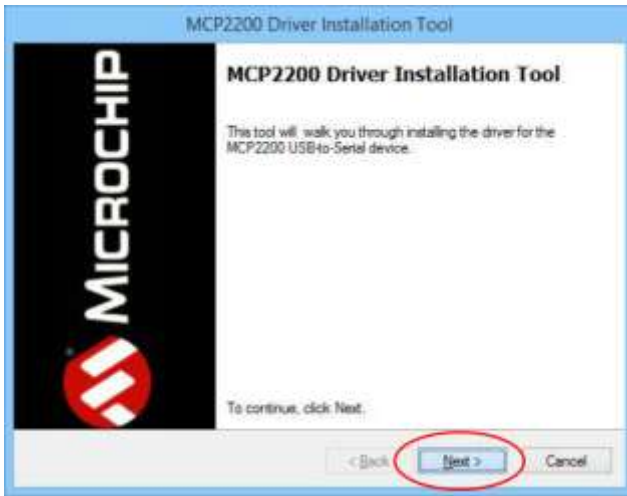 MCP2200 Driver Installation Tool
MICROCHIP
MCP2200 Driver Installation Tool
This tool will walk you through installing the driver for the
MCP2200 USB-to-Serial device.
To continue, click Next.
< Back
Next >
Cancel